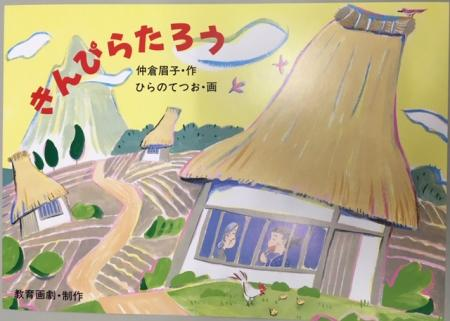 きんぴらたろう
仲倉眉子・作
ひらのてつお・画
教育画劇・制作